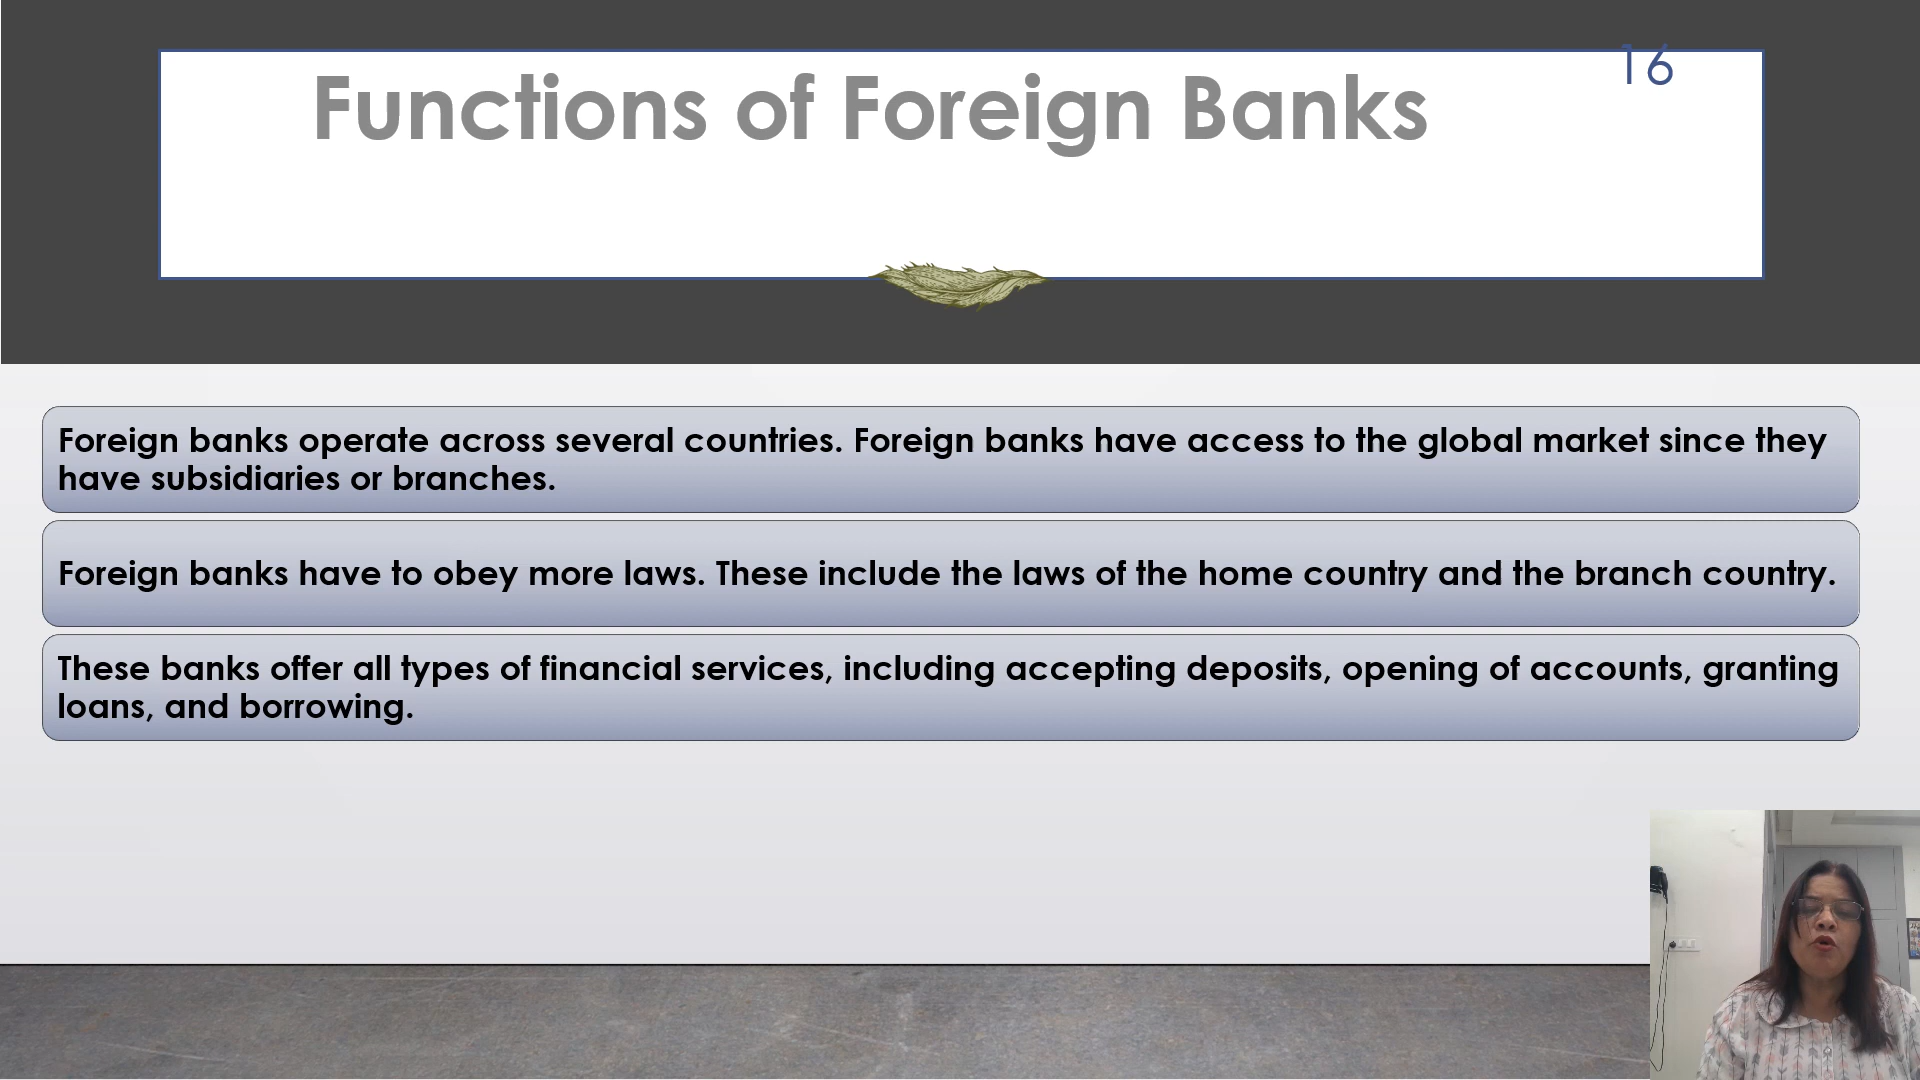 16
Functions of Foreign Banks
Foreign banks operate across several countries. Foreign banks have access to the global market since they
have subsidiaries or branches.
Foreign banks have to obey more laws. These include the laws of the home country and the branch country.
These banks offer all types of financial services, including accepting deposits, opening of accounts, granting
loans, and borrowing.